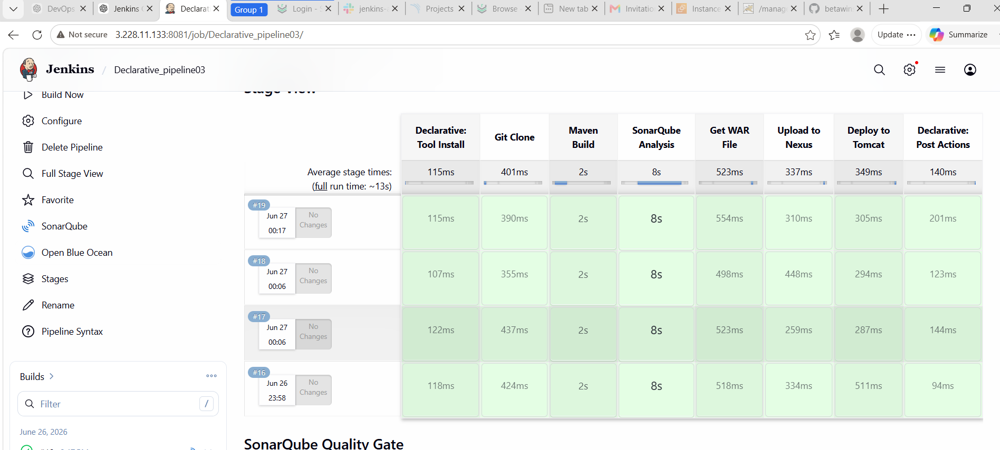 DevOps
Jenkins
Declarat
Group 1
Login -
jenkins-
Projects
Browse
New tab
Invitatio
Instance
/manag
betawin
Not secure
3.228.11.133:8081/job/Declarative_pipeline03/
Update
Summarize
Jenkins / Declarative_pipeline03
Build Now
Configure
Delete Pipeline
Full Stage View
Favorite
SonarQube
Open Blue Ocean
Stages
Rename
Pipeline Syntax
Builds
Filter /
June 26, 2026
Stage View
Declarative: Tool Install
Git Clone
Maven Build
SonarQube Analysis
Get WAR File
Upload to Nexus
Deploy to Tomcat
Declarative: Post Actions
Average stage times:
(full run time: ~13s)
115ms 401ms 2s 8s 523ms 337ms 349ms 140ms
#19
Jun 27
00:17
No Changes
115ms 390ms 2s 8s 554ms 310ms 305ms 201ms
#18
Jun 27
00:06
No Changes
107ms 355ms 2s 8s 498ms 448ms 294ms 123ms
#17
Jun 27
00:06
No Changes
122ms 437ms 2s 8s 523ms 259ms 287ms 144ms
#16
Jun 26
23:58
No Changes
118ms 424ms 2s 8s 518ms 334ms 511ms 94ms
SonarQube Quality Gate